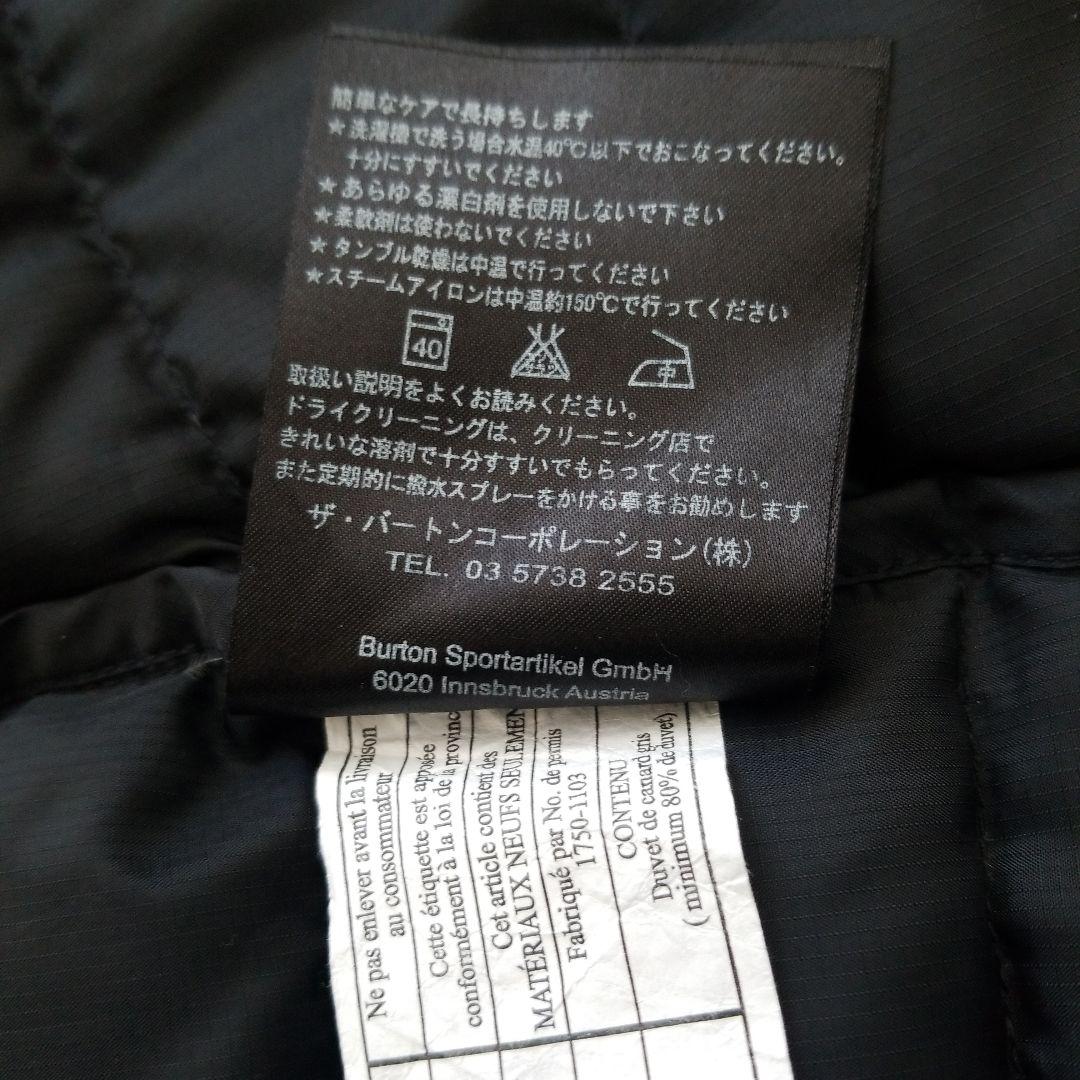 簡単なケアで長持ちします
★洗濯機で洗う場合水温40℃以下でおこなってください。
十分にすすいでください
★あらゆる漂白剤を使用しないで下さい
★柔軟剤は使わないでください
★タンブル乾燥は中温で行ってください
★スチームアイロンは中温約150℃で行ってください
40
中
取扱い説明をよくお読みください。
ドライクリーニングは、クリーニング店で
きれいな溶剤で十分すすいでもらってください。
また定期的に撥水スプレーをかける事をお勧めします
ザ・バートンコーポレーション(株)
TEL. 03 5738 2555
Burton Sportartikel GmbH
6020 Innsbruck Austria
Ne pas enlever avant la livraison
au consommateur
Cette étiquette est apposée
conformément à la loi de la provinc
Cet article contient des
MATÉRIAUX NEUFS SEULEMEN
Fabriqué par No. de permis
1750-1103
CONTENU
Duvet de canard gris
( minimum 80% de duvet)